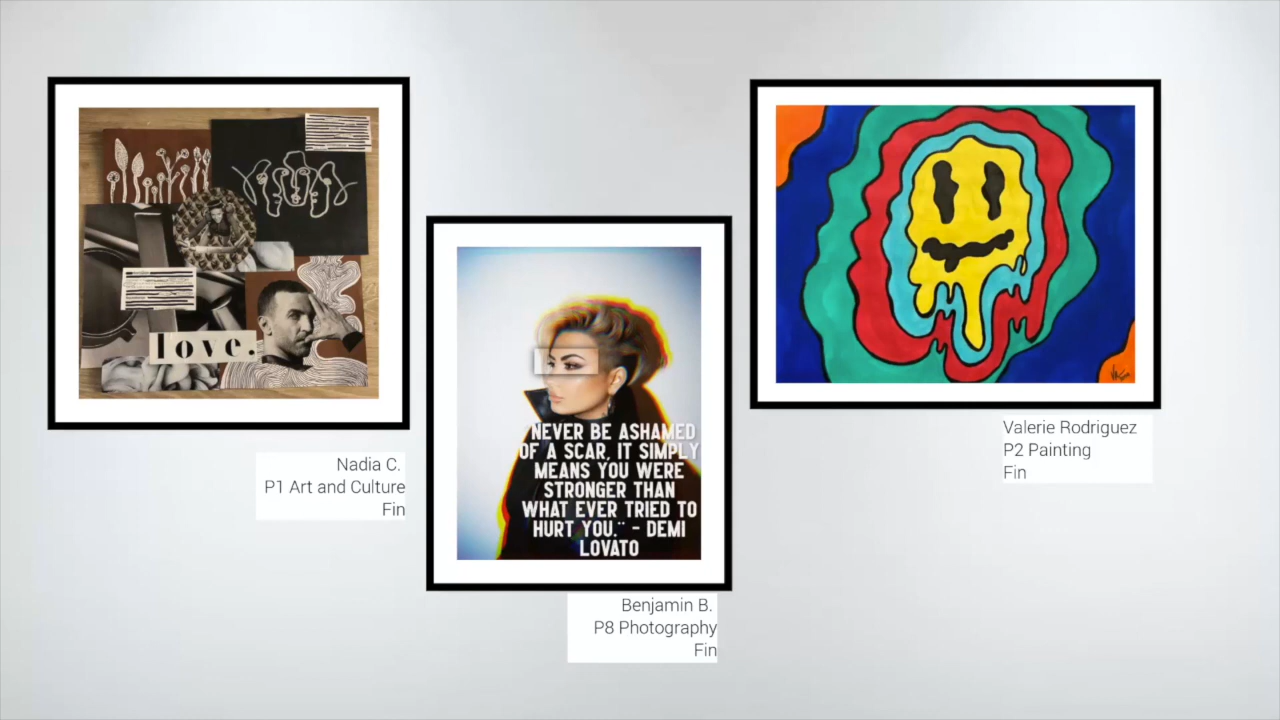 love.
Nadia C.
P1 Art and Culture
Fin
NEVER BE ASHAMED
OF A SCAR, IT SIMPLY
MEANS YOU WERE
STRONGER THAN
WHAT EVER TRIED TO
HURT YOU.¨ - DEMI
LOVATO
Benjamin B.
P8 Photography
Fin
Valerie Rodriguez
P2 Painting
Fin